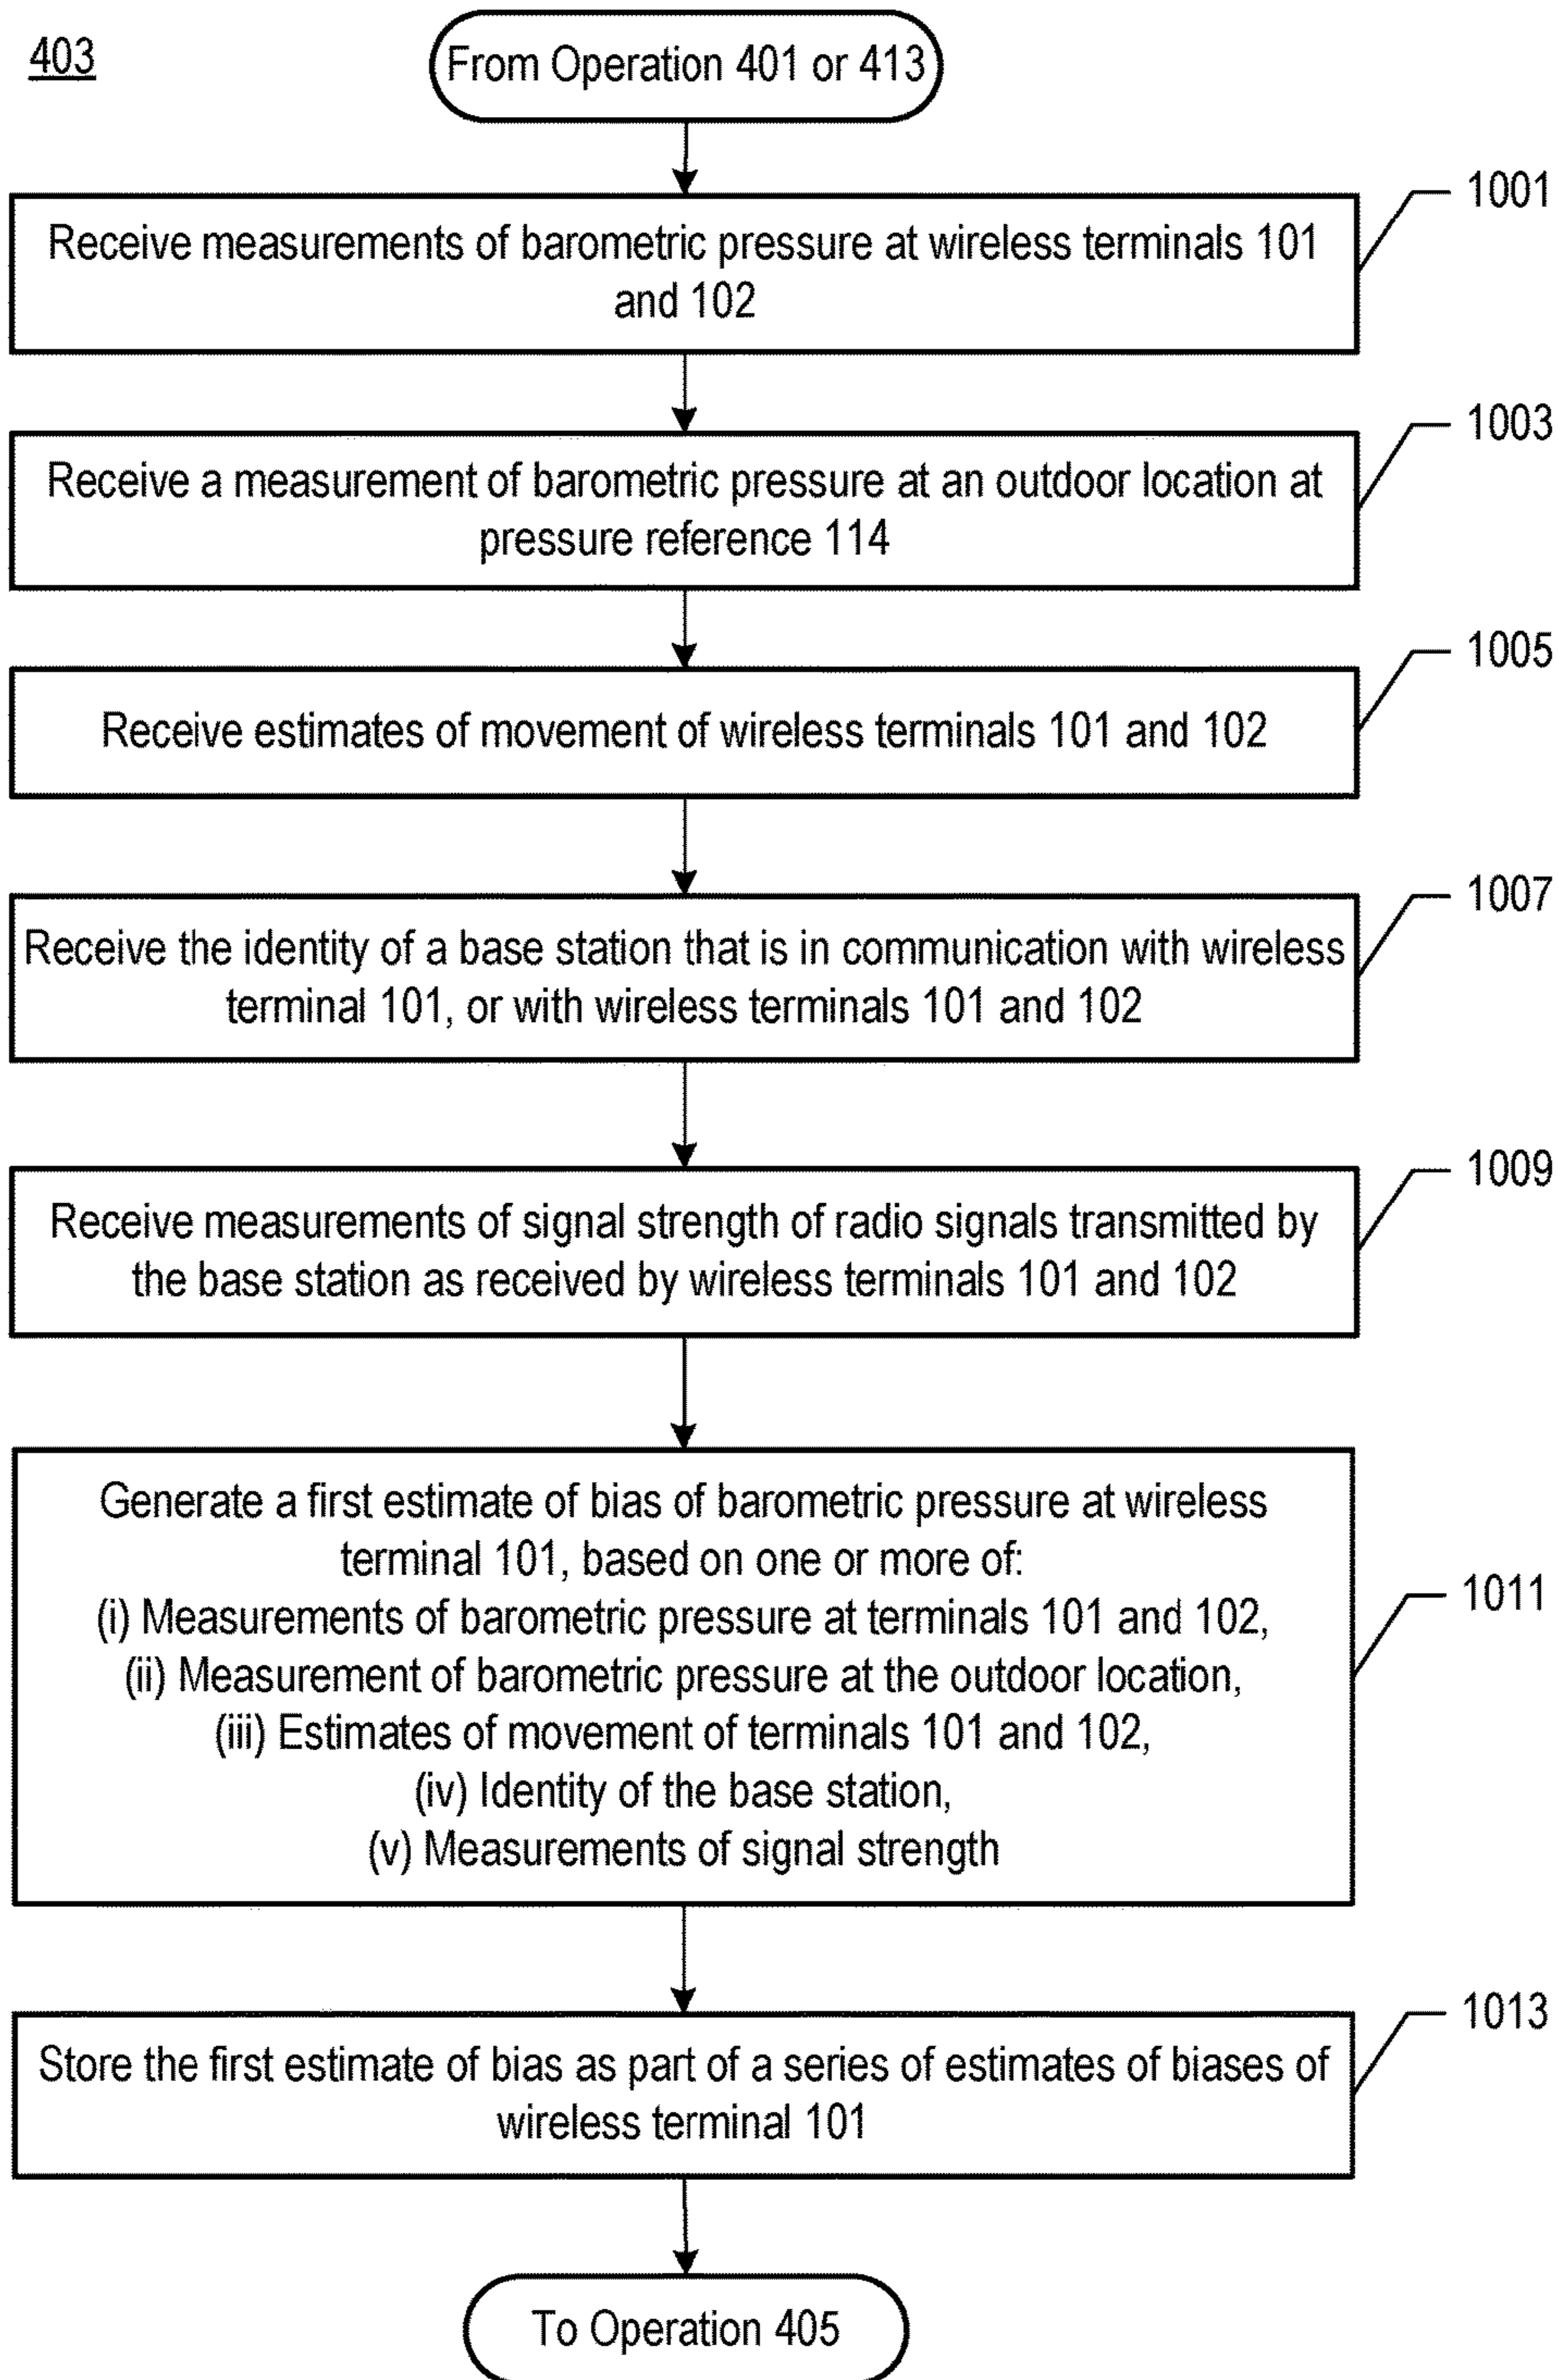 403
From Operation 401 or 413
1001
Receive measurements of barometric pressure at wireless terminals 101
and 102
1003
Receive a measurement of barometric pressure at an outdoor location at
pressure reference 114
1005
Receive estimates of movement of wireless terminals 101 and 102
1007
Receive the identity of a base station that is in communication with wireless
terminal 101, or with wireless terminals 101 and 102
1009
Receive measurements of signal strength of radio signals transmitted by
the base station as received by wireless terminals 101 and 102
Generate a first estimate of bias of barometric pressure at wireless
terminal 101, based on one or more of:
(i) Measurements of barometric pressure at terminals 101 and 102,
(ii) Measurement of barometric pressure at the outdoor location,
(iii) Estimates of movement of terminals 101 and 102,
(iv) Identity of the base station,
(v) Measurements of signal strength
1011
1013
Store the first estimate of bias as part of a series of estimates of biases of
wireless terminal 101
To Operation 405